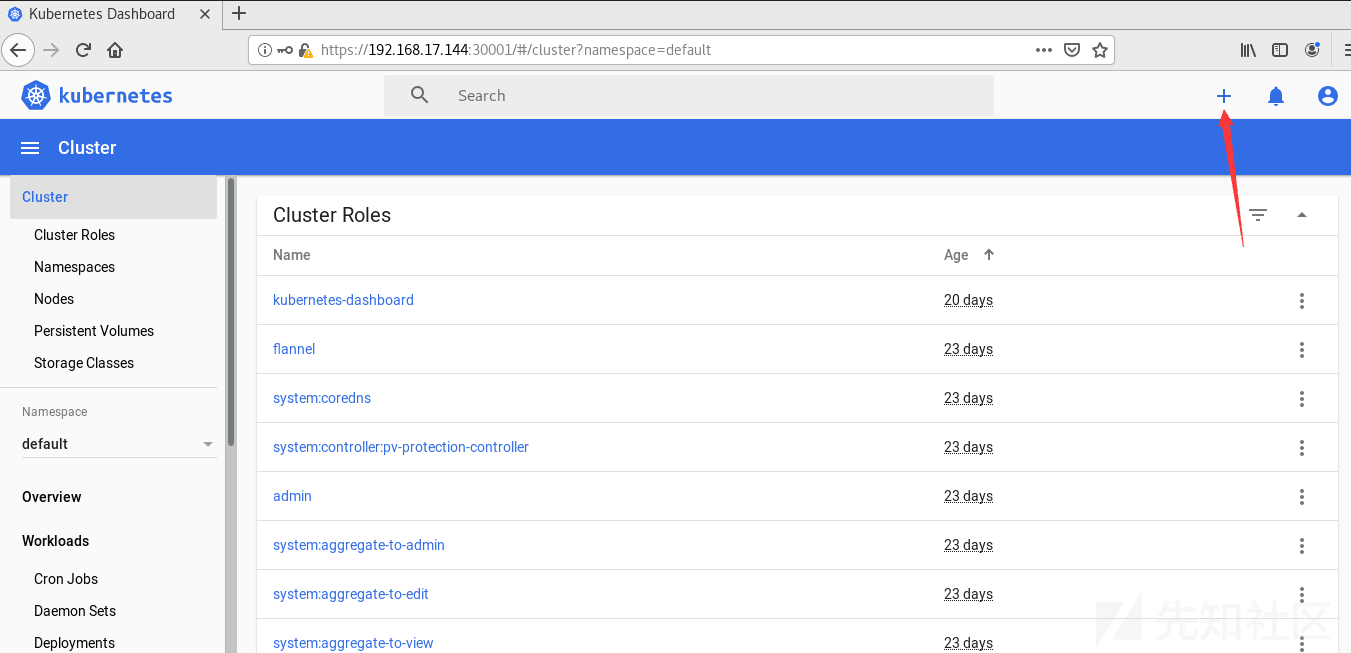 Kubernetes Dashboard
https://192.168.17.144:30001/#/cluster?namespace=default
kubernetes
Search
Cluster
Cluster
Cluster Roles
Namespaces
Nodes
Persistent Volumes
Storage Classes
Namespace
default
Overview
Workloads
Cron Jobs
Daemon Sets
Deployments
Cluster Roles
Name Age
kubernetes-dashboard 20 days
flannel 23 days
system:coredns 23 days
system:controller:pv-protection-controller 23 days
admin 23 days
system:aggregate-to-admin 23 days
system:aggregate-to-edit 23 days
system:aggregate-to-view 23 days
先知社区